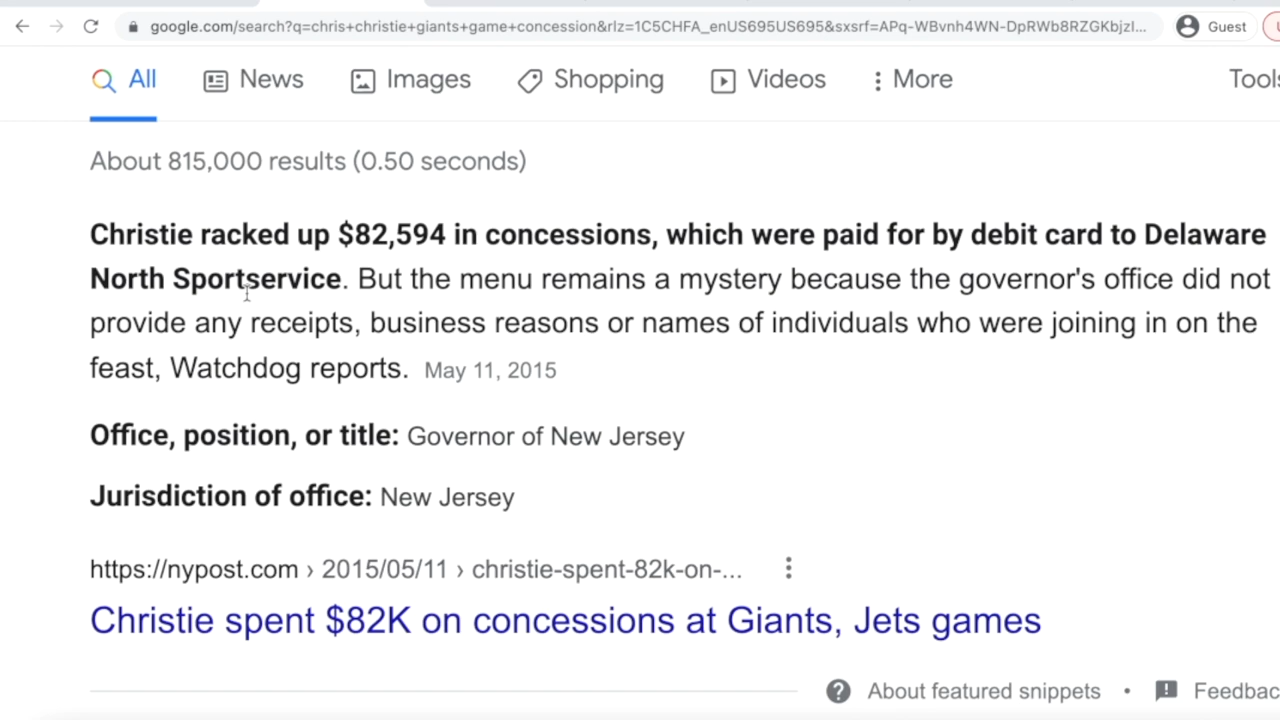 google.com/search?q=chris+christie+giants+game+concession&rlz=1C5CHFA_enUS695US695&sxsrf=APq-WBvnh4WN-DpRWb8RZGKbjzI... Guest
All News Images Shopping Videos More Tools
About 815,000 results (0.50 seconds)
Christie racked up $82,594 in concessions, which were paid for by debit card to Delaware
North Sportservice. But the menu remains a mystery because the governor's office did not
provide any receipts, business reasons or names of individuals who were joining in on the
feast, Watchdog reports. May 11, 2015
Office, position, or title: Governor of New Jersey
Jurisdiction of office: New Jersey
https://nypost.com › 2015/05/11 › christie-spent-82k-on-...
Christie spent $82K on concessions at Giants, Jets games
About featured snippets • Feedbac